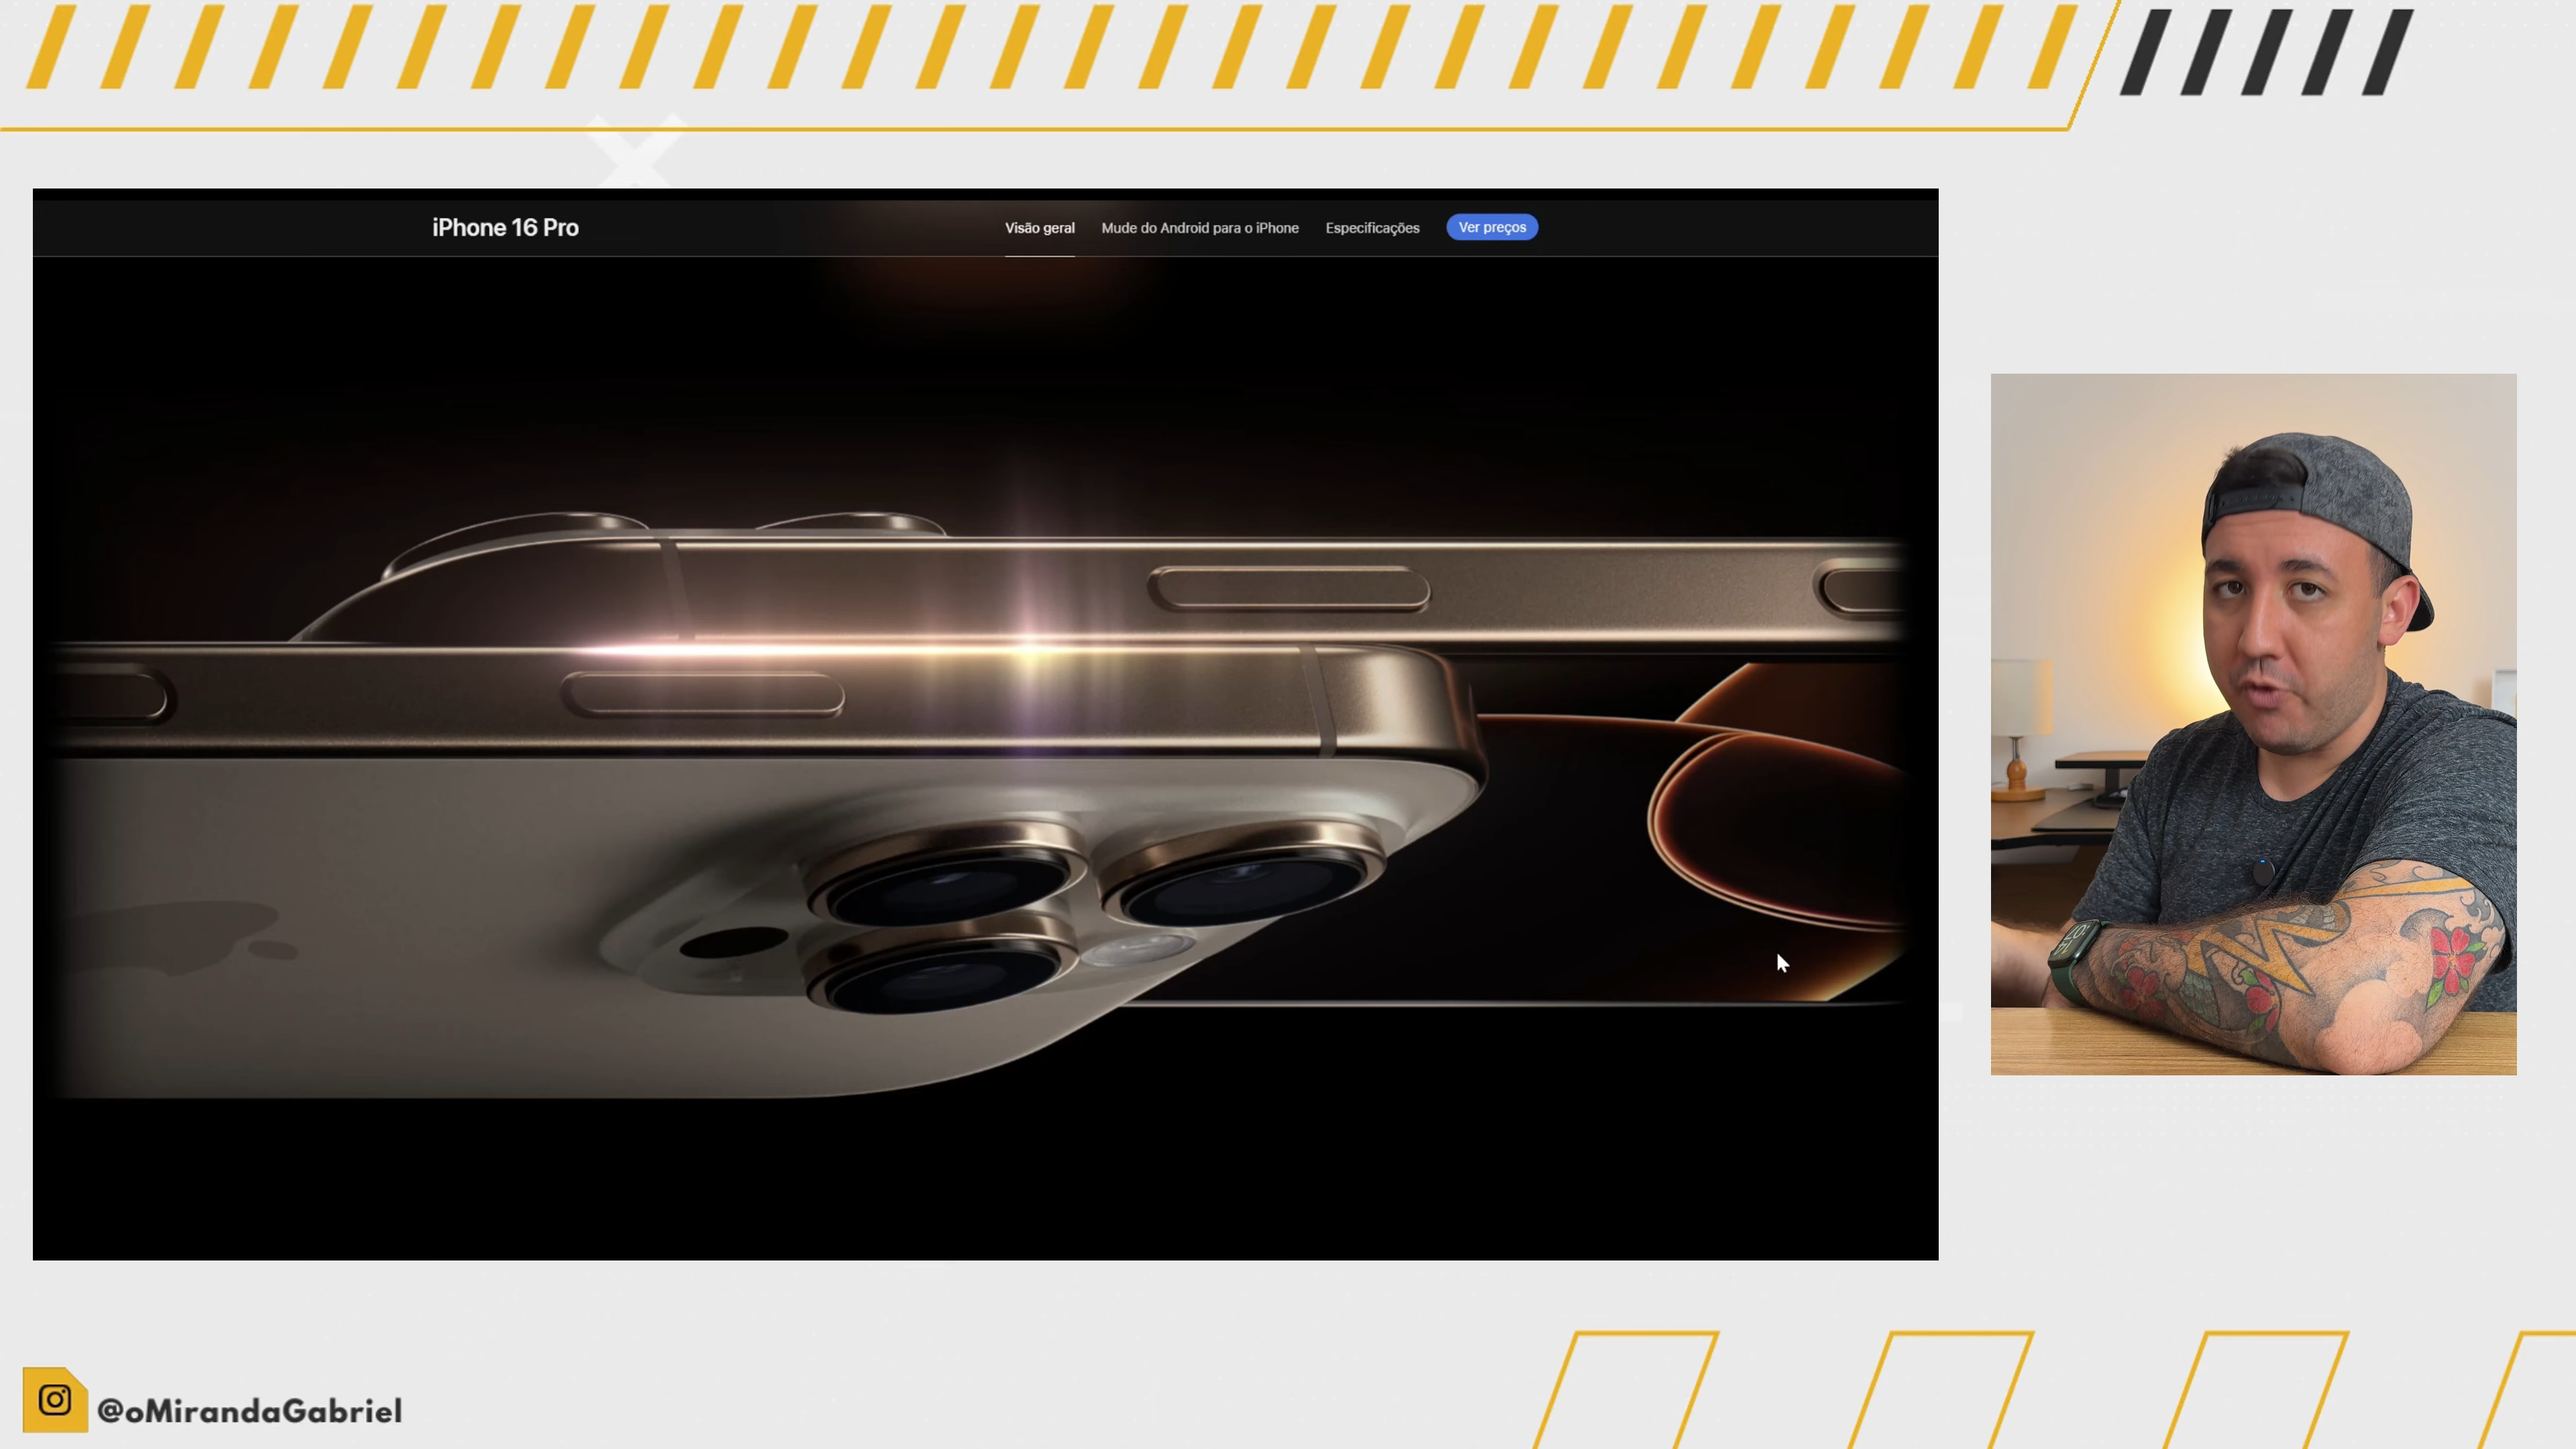 iPhone 16 Pro
Visão geral
Mude do Android para o iPhone
Especificações
Ver preços
@oMirandaGabriel